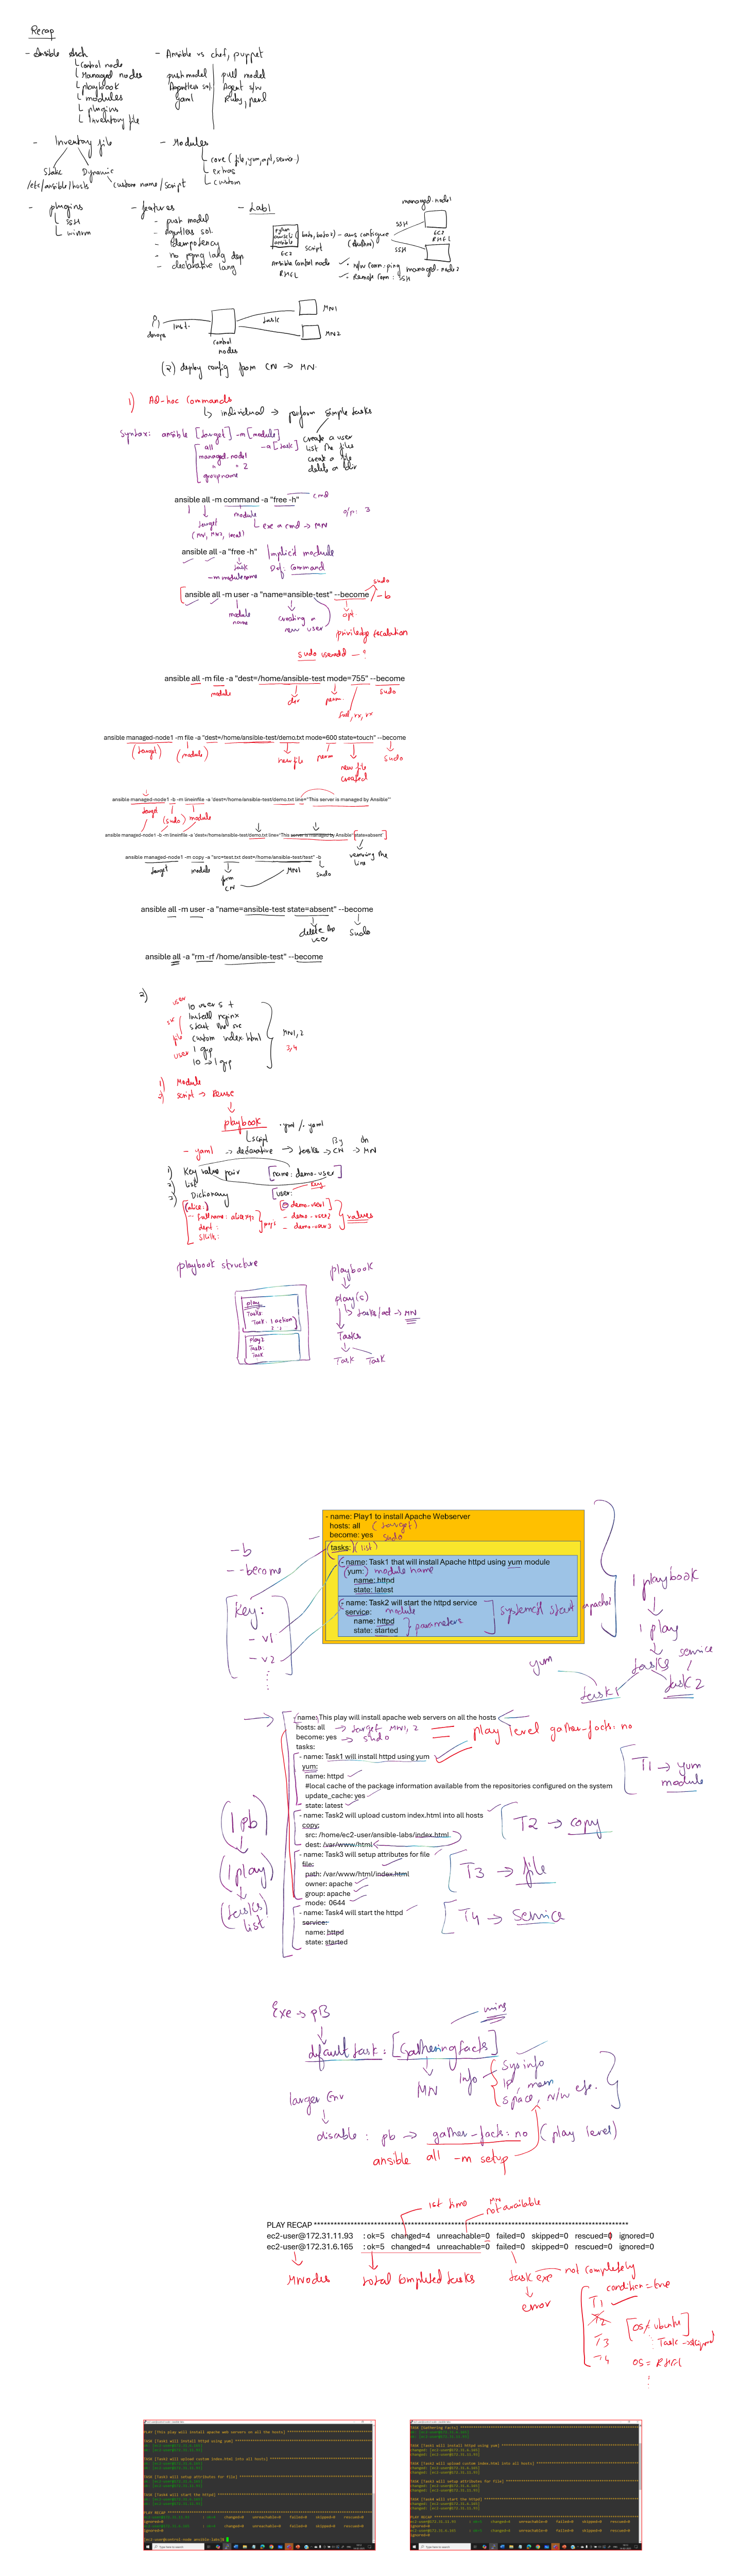 Recap
- Ansible arch
control node
Managed nodes
playbook
modules
plugins
Inventory file
- Ansible vs chef, puppet
push model | pull model
Agentless sol. | Agent s/w
yaml | Ruby, perl
- Inventory file
Static Dynamic
/etc/ansible/hosts custom name/script
- Modules
core (file, yum, apt, service..)
extras
custom
- plugins
SSH
winrm
- features
- push model
- Agentless sol.
- Idempotency
- no prgmg lang dep
- declarative lang
- Lab1
managed-node1
EC2
RHEL
SSH
SSH
python
ansible
(boto, boto2) - aws configure
script
EC2
Ansible control node
RHEL
- n/w comm: ping
- Remote comm: SSH
managed-node2
devops
inst.
control
nodes
task
MN1
MN2
(2) deploy config from CN → MN.
1) Ad-hoc Commands
individual → perform simple tasks
Syntax: ansible [target] -m [module]
-a [task]
all
managed-node1
" " 2
groupname
create a user
list the files
create a file
delete a dir
ansible all -m command -a "free -h"
cmd
target
module
exe a cmd → MN
o/p: 3
ansible all -a "free -h"
Implicit module
Def: command
task
-m modulename
ansible all -m user -a "name=ansible-test" --become / -b
sudo
module
name
creating a
new user
opt.
privilege escalation
sudo useradd - ?
ansible all -m file -a "dest=/home/ansible-test mode=755" --become
module
dir
perm
sudo
ansible managed-node1 -m file -a "dest=/home/ansible-test/demo.txt mode=600 state=touch" --become
(target)
(module)
new file
perm
new file
created
sudo
ansible managed-node1 -b -m lineinfile -a 'dest=/home/ansible-test/demo.txt line="This server is managed by Ansible"'
target
(sudo) module
ansible managed-node1 -b -m lineinfile -a 'dest=/home/ansible-test/demo.txt line="This server is managed by Ansible" state=absent'
removing the
line
ansible managed-node1 -m copy -a "src=test.txt dest=/home/ansible-test/test" -b
target
module
from
CN
MN1
sudo
ansible all -m user -a "name=ansible-test state=absent" --become
delete the
user
sudo
ansible all -a "rm -rf /home/ansible-test" --become
2)
user 10 users +
Install nginx
start the svc
file custom index.html
user 1 grp
10 → 1 grp
MN1, 2
3, 4
1) Module
2) script → Reuse
playbook .yml / .yaml
script
- yaml → declarative → tasks → CN → MN
By
On
1) Key value pair [name: demo-user]
2) list
3) Dictionary
[user:
key
- demo-user1
- demo-user2
- demo-user3
values
(alice:)
- fullname: alice xyz
dept:
skills:
playbook structure
play1
Tasks:
Task: 1 action
play2
Tasks:
Task
playbook
play(s)
tasks/act → MN
Tasks
Task Task
- name: Play1 to install Apache Webserver
hosts: all (target)
become: yes sudo
tasks: (list)
- name: Task1 that will install Apache httpd using yum module
yum: module name
name: httpd
state: latest
- name: Task2 will start the httpd service
service: module
name: httpd
state: started
parameters
systemctl start apache2
- b
- - become
Key:
- v1
- v2
1 playbook
1 play
tasks
yum
task1
service
task2
- name: This play will install apache web servers on all the hosts
hosts: all → target MN1, 2
become: yes → sudo
play level gather-facts: no
tasks:
- name: Task1 will install httpd using yum
yum:
name: httpd
#local cache of the package information available from the repositories configured on the system
update_cache: yes
state: latest
T1 → yum
module
- name: Task2 will upload custom index.html into all hosts
copy:
src: /home/ec2-user/ansible-labs/index.html
dest: /var/www/html
T2 → copy
- name: Task3 will setup attributes for file
file:
path: /var/www/html/index.html
owner: apache
group: apache
mode: 0644
T3 → file
- name: Task4 will start the httpd
service:
name: httpd
state: started
T4 → service
(1 pb)
(1 play)
(tasks)
list
Exe → pB
default task: [Gathering facts]
mins
MN
Info
sys info
IP, mem
space, N/w etc.
larger Env
disable: pb → gather-facts: no (play level)
ansible all -m setup
1st time
MN
not available
PLAY RECAP *********************************************************************
ec2-user@172.31.11.93 : ok=5 changed=4 unreachable=0 failed=0 skipped=0 rescued=0 ignored=0
ec2-user@172.31.6.165 : ok=5 changed=4 unreachable=0 failed=0 skipped=0 rescued=0 ignored=0
MNodes
total completed tasks
task exe not completely
error
condition = true
T1
T2
T3
T4
OS = RHEL